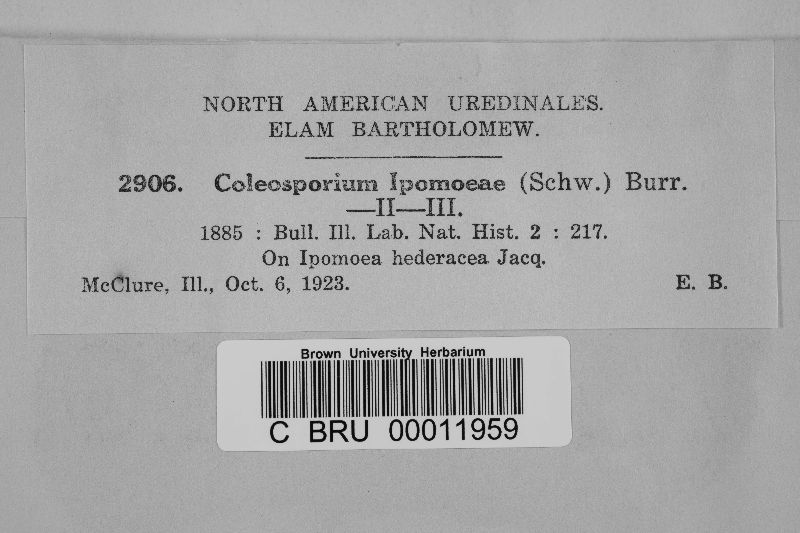 NORTH AMERICAN UREDINALES.
ELAM BARTHOLOMEW.
2906. Coleosporium Ipomoeae (Schw.) Burr.
—II—III.
1885 : Bull. Ill. Lab. Nat. Hist. 2 : 217.
On Ipomoea hederacea Jacq.
McClure, Ill., Oct. 6, 1923. E. B.
Brown University Herbarium
C BRU 00011959